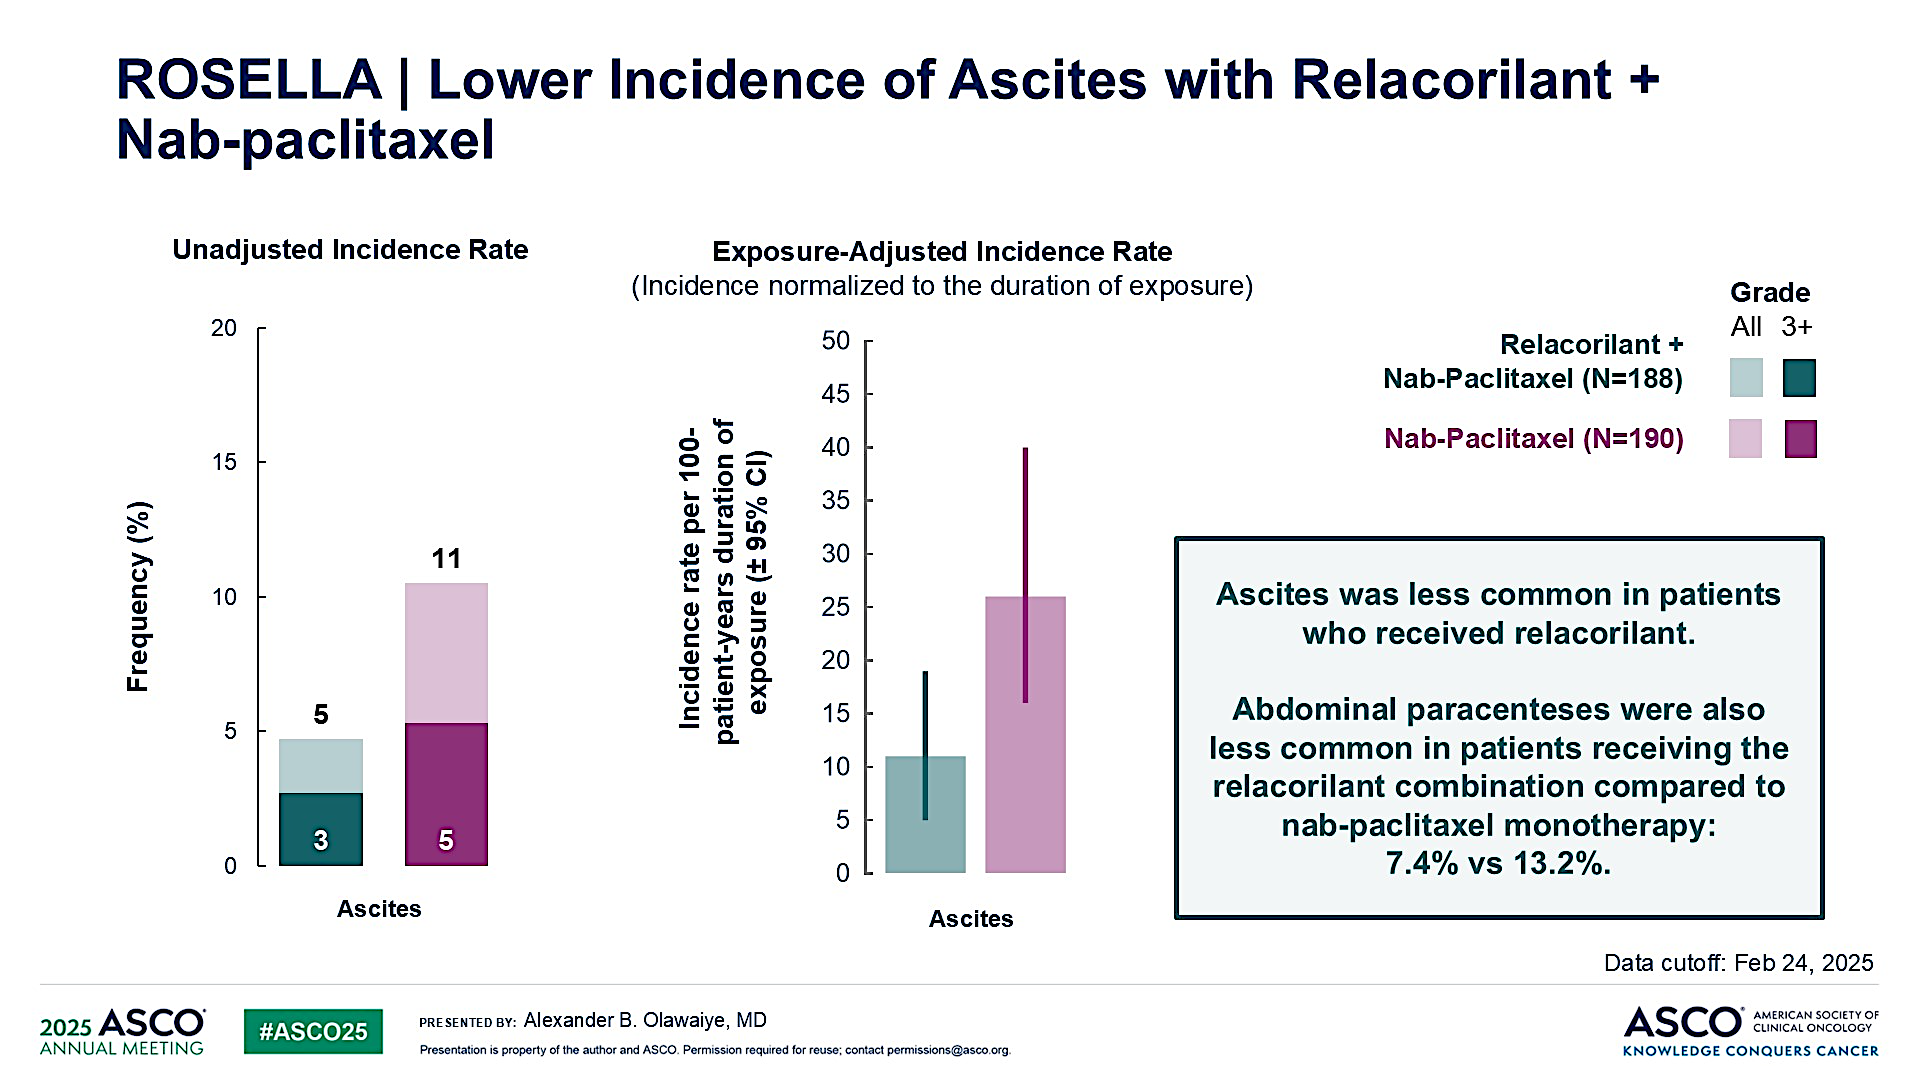 ROSELLA | Lower Incidence of Ascites with Relacorilant +
Nab-paclitaxel
Unadjusted Incidence Rate
Frequency (%)
20
15
10
5
0
5
3
11
5
Ascites
Exposure-Adjusted Incidence Rate
(Incidence normalized to the duration of exposure)
Incidence rate per 100-
patient-years duration of
exposure (± 95% CI)
50
45
40
35
30
25
20
15
10
5
0
Ascites
Grade
All 3+
Relacorilant +
Nab-Paclitaxel (N=188)
Nab-Paclitaxel (N=190)
Ascites was less common in patients
who received relacorilant.
Abdominal paracenteses were also
less common in patients receiving the
relacorilant combination compared to
nab-paclitaxel monotherapy:
7.4% vs 13.2%.
Data cutoff: Feb 24, 2025
2025 ASCO
ANNUAL MEETING
#ASCO25
PRESENTED BY: Alexander B. Olawaiye, MD
Presentation is property of the author and ASCO. Permission required for reuse; contact permissions@asco.org.
ASCO AMERICAN SOCIETY OF
CLINICAL ONCOLOGY
KNOWLEDGE CONQUERS CANCER